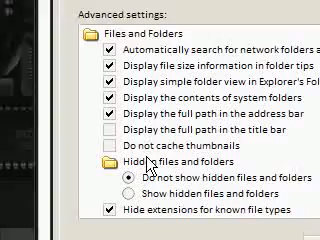 Advanced settings:
Files and Folders
Automatically search for network folders a
Display file size information in folder tips
Display simple folder view in Explorer's Fol
Display the contents of system folders
Display the full path in the address bar
Display the full path in the title bar
Do not cache thumbnails
Hidden files and folders
Do not show hidden files and folders
Show hidden files and folders
Hide extensions for known file types